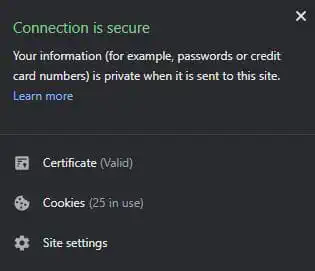 Connection is secure
Your information (for example, passwords or credit
card numbers) is private when it is sent to this site.
Learn more
Certificate (Valid)
Cookies (25 in use)
Site settings